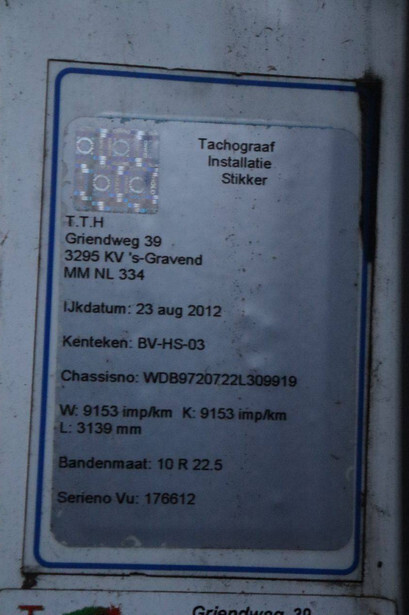 Tachograaf
Installatie
Stikker
T.T.H
Griendweg 39
3295 KV 's-Gravend
MM NL 334
IJkdatum: 23 aug 2012
Kenteken: BV-HS-03
Chassisno: WDB9720722L309919
W: 9153 imp/km K: 9153 imp/km
L: 3139 mm
Bandenmaat: 10 R 22.5
Serieno Vu: 176612
Griendweg 39